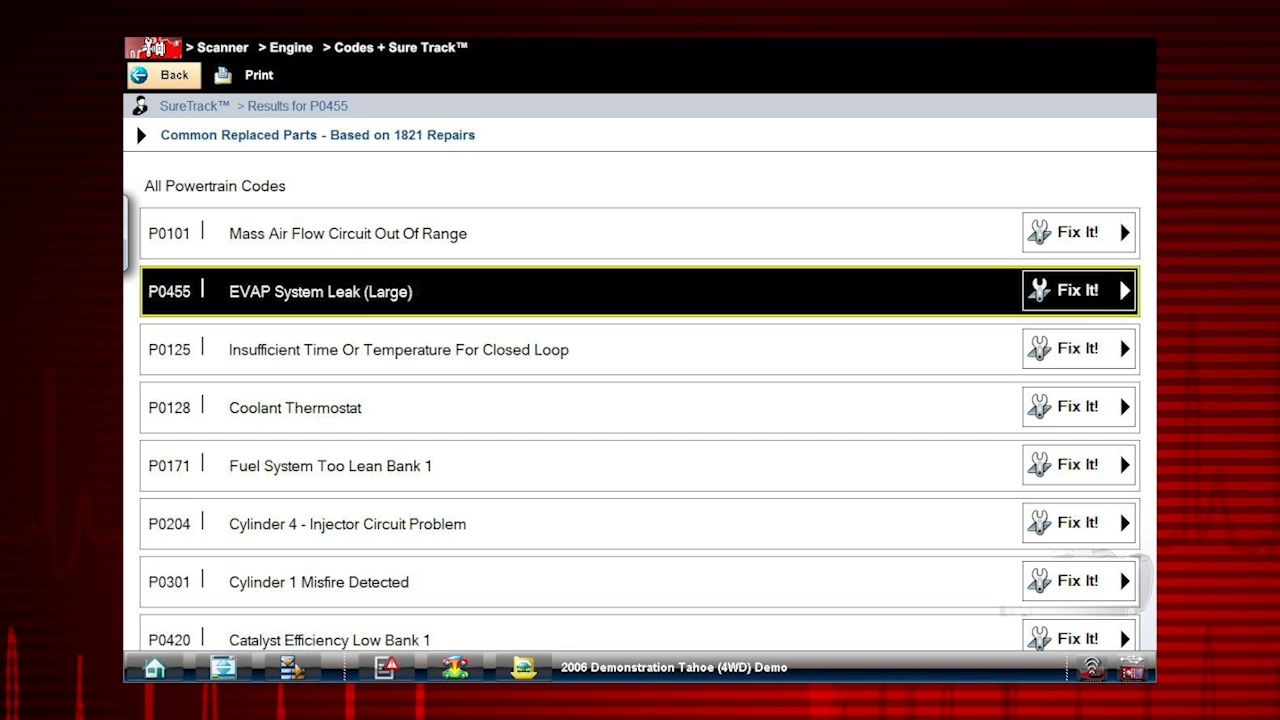 > Scanner > Engine > Codes + Sure Track™
Back Print
SureTrack™ > Results for P0455
Common Replaced Parts - Based on 1821 Repairs
All Powertrain Codes
P0101 Mass Air Flow Circuit Out Of Range Fix It!
P0455 EVAP System Leak (Large) Fix It!
P0125 Insufficient Time Or Temperature For Closed Loop Fix It!
P0128 Coolant Thermostat Fix It!
P0171 Fuel System Too Lean Bank 1 Fix It!
P0204 Cylinder 4 - Injector Circuit Problem Fix It!
P0301 Cylinder 1 Misfire Detected Fix It!
P0420 Catalyst Efficiency Low Bank 1 Fix It!
2006 Demonstration Tahoe (4WD) Demo